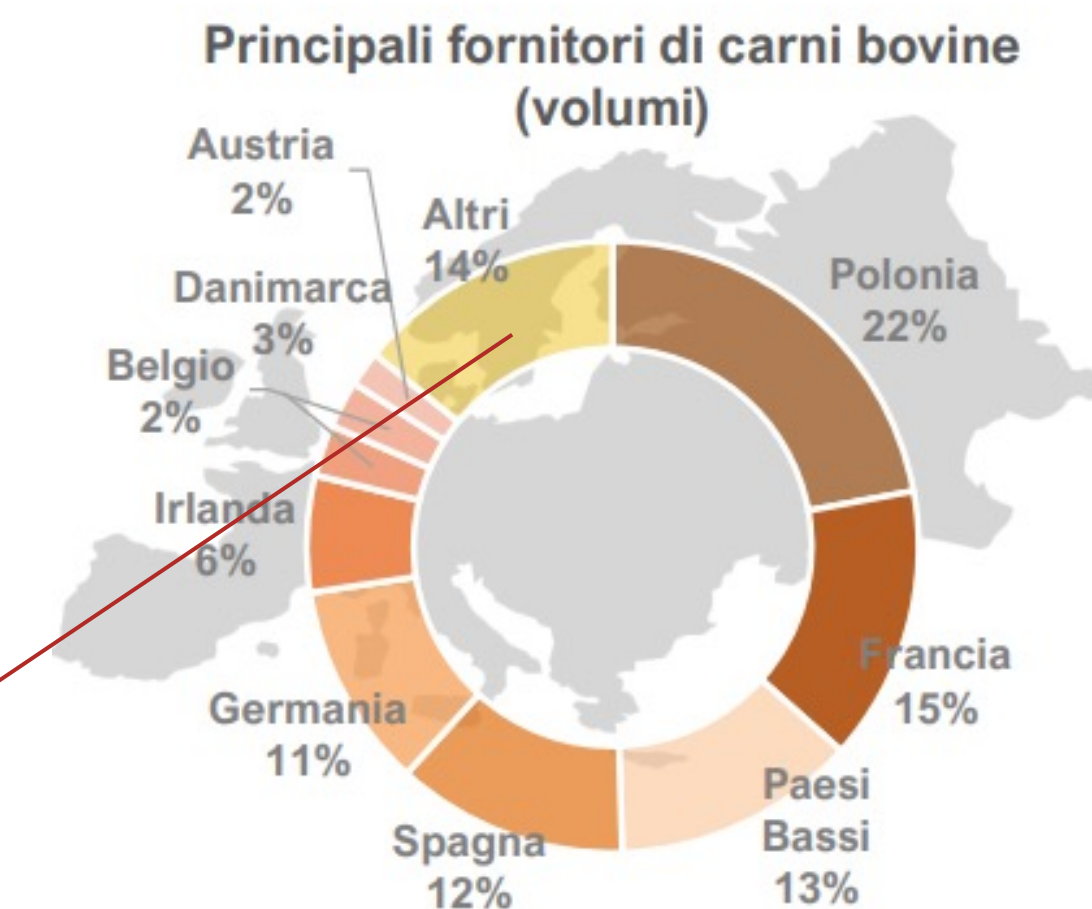 Principali fornitori di carni bovine
(volumi)
Austria
2%
Altri
14%
Polonia
22%
Danimarca
3%
Belgio
2%
Irlanda
6%
Francia
15%
Germania
11%
Paesi
Bassi
13%
Spagna
12%